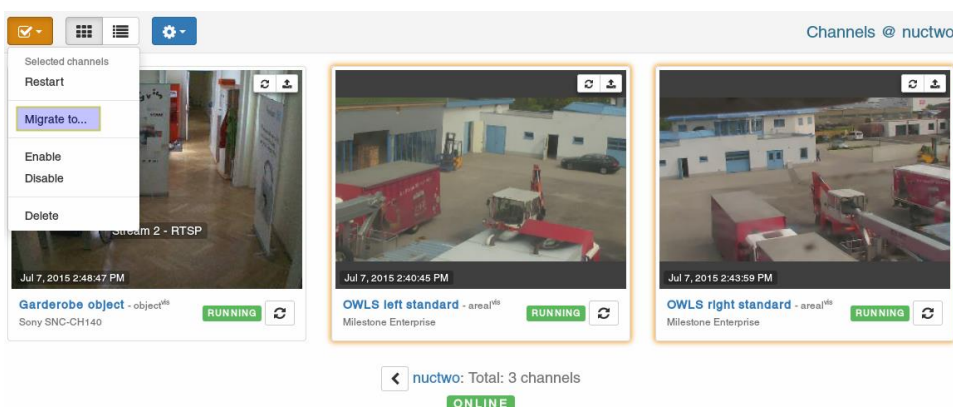 Channels @ nuctwo
Selected channels
Restart
Migrate to...
Enable
Disable
Delete
Stream 2 - RTSP
Jul 7, 2015 2:48:47 PM
Garderobe object - object vis
RUNNING
Sony SNC-CH140
Jul 7, 2015 2:40:45 PM
OWLS left standard - areal vis
RUNNING
Milestone Enterprise
Jul 7, 2015 2:43:59 PM
OWLS right standard - areal vis
RUNNING
Milestone Enterprise
nuctwo: Total: 3 channels
ONLINE